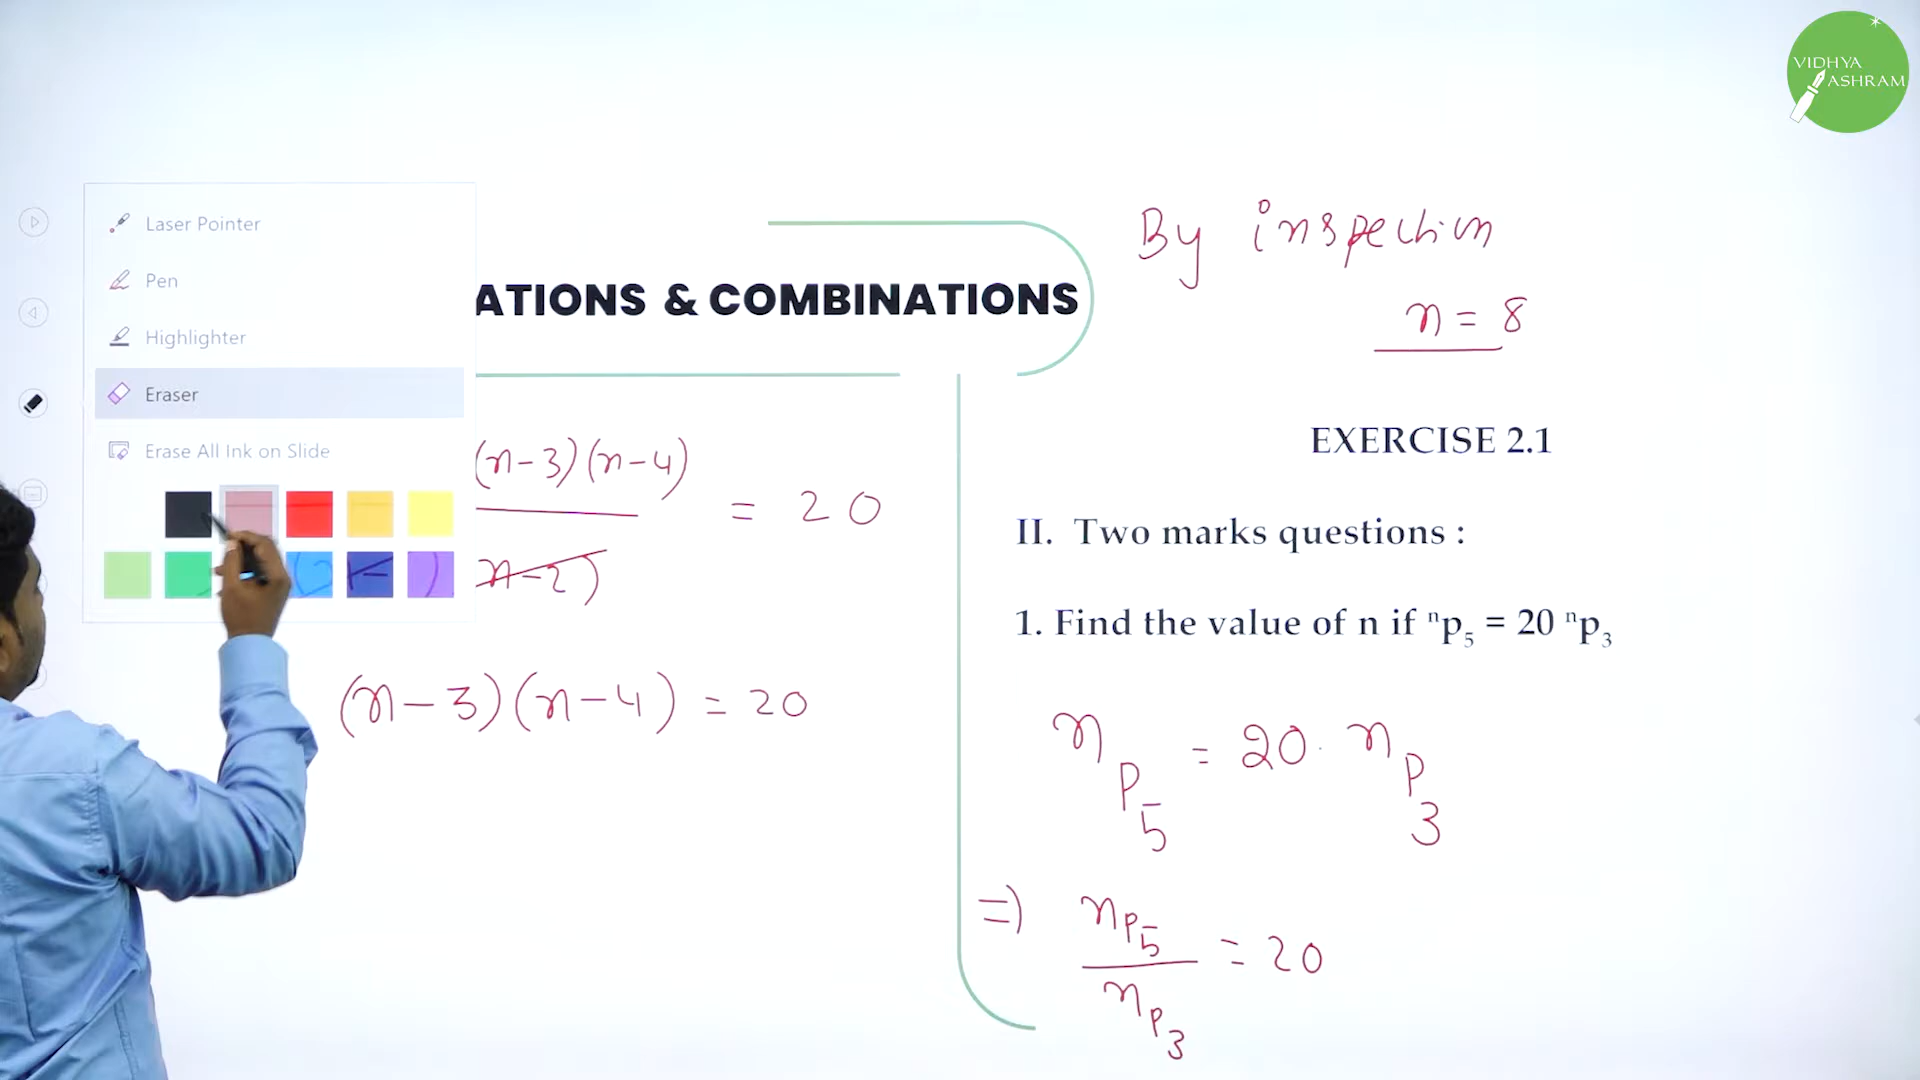 VIDHYA
ASHRAM
Laser Pointer
Pen
Highlighter
Eraser
Erase All Ink on Slide
ATIONS & COMBINATIONS
(n-3)(n-4)
= 20
n-2)
(n-3)(n-4) = 20
By inspection
n = 8
EXERCISE 2.1
II. Two marks questions :
1. Find the value of n if ⁿp₅ = 20 ⁿp₃
ⁿP₅ = 20 · ⁿP₃
⇒ ⁿP₅ = 20
ⁿP₃